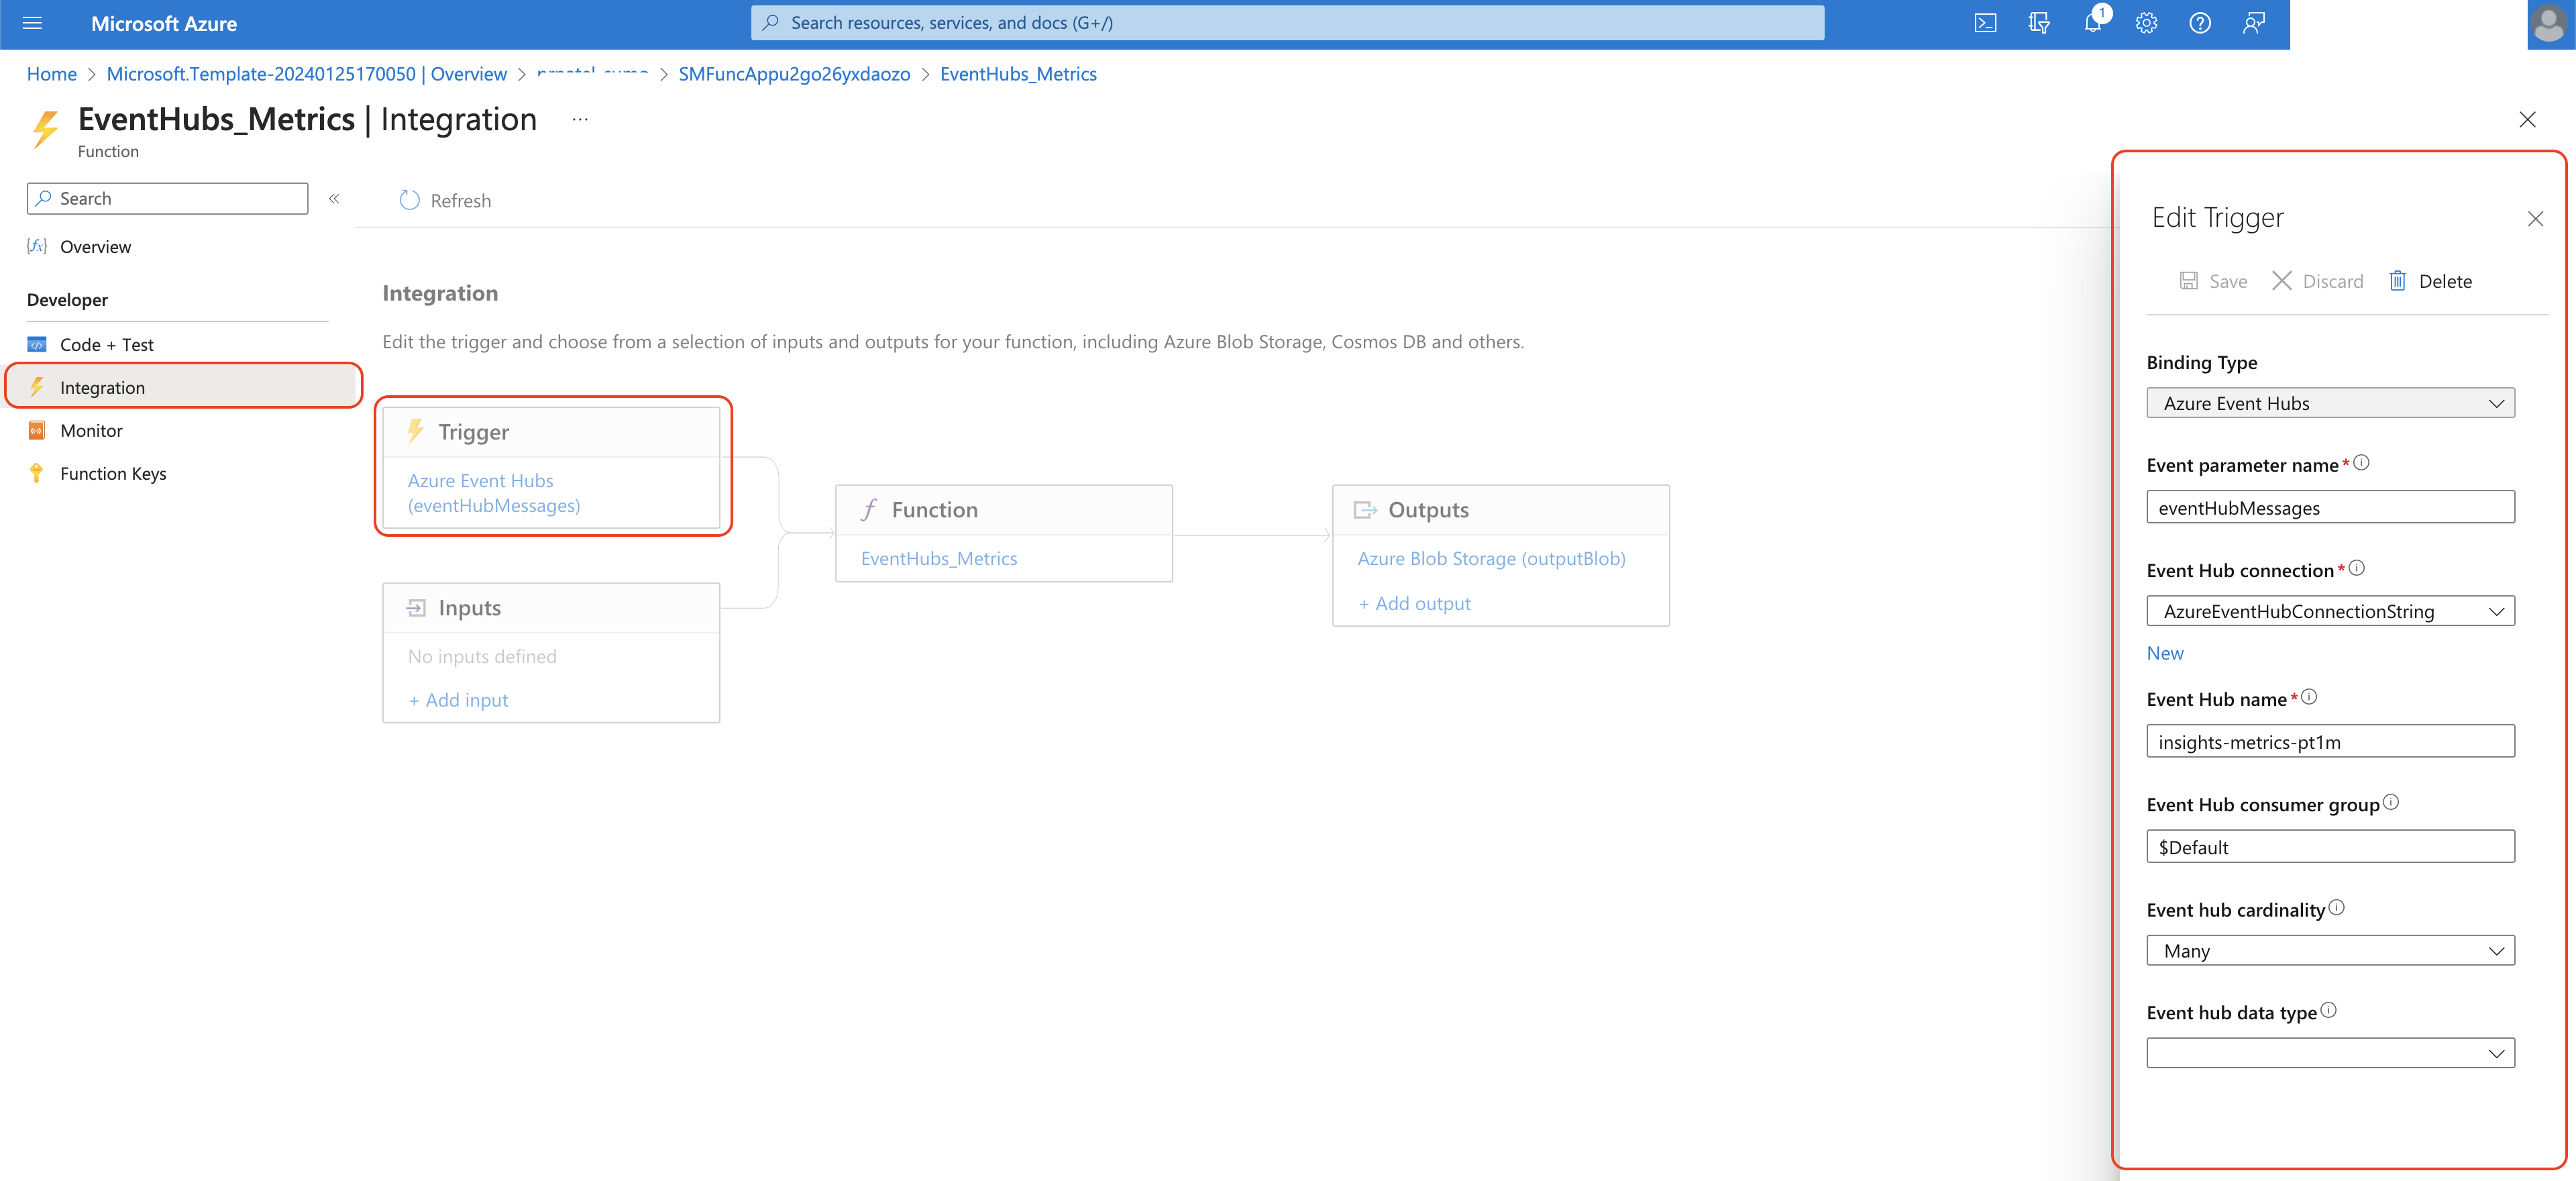 Microsoft Azure
Search resources, services, and docs (G+/)
1
Home > Microsoft.Template-20240125170050 | Overview > > SMFuncAppu2go26yxdaozo > EventHubs_Metrics
EventHubs_Metrics | Integration ...
Function
Search «
Overview
Developer
Code + Test
Integration
Monitor
Function Keys
Refresh
Integration
Edit the trigger and choose from a selection of inputs and outputs for your function, including Azure Blob Storage, Cosmos DB and others.
Trigger
Azure Event Hubs
(eventHubMessages)
Inputs
No inputs defined
+ Add input
Function
EventHubs_Metrics
Outputs
Azure Blob Storage (outputBlob)
+ Add output
Edit Trigger
Save Discard Delete
Binding Type
Azure Event Hubs
Event parameter name*
eventHubMessages
Event Hub connection*
AzureEventHubConnectionString
New
Event Hub name*
insights-metrics-pt1m
Event Hub consumer group
$Default
Event hub cardinality
Many
Event hub data type